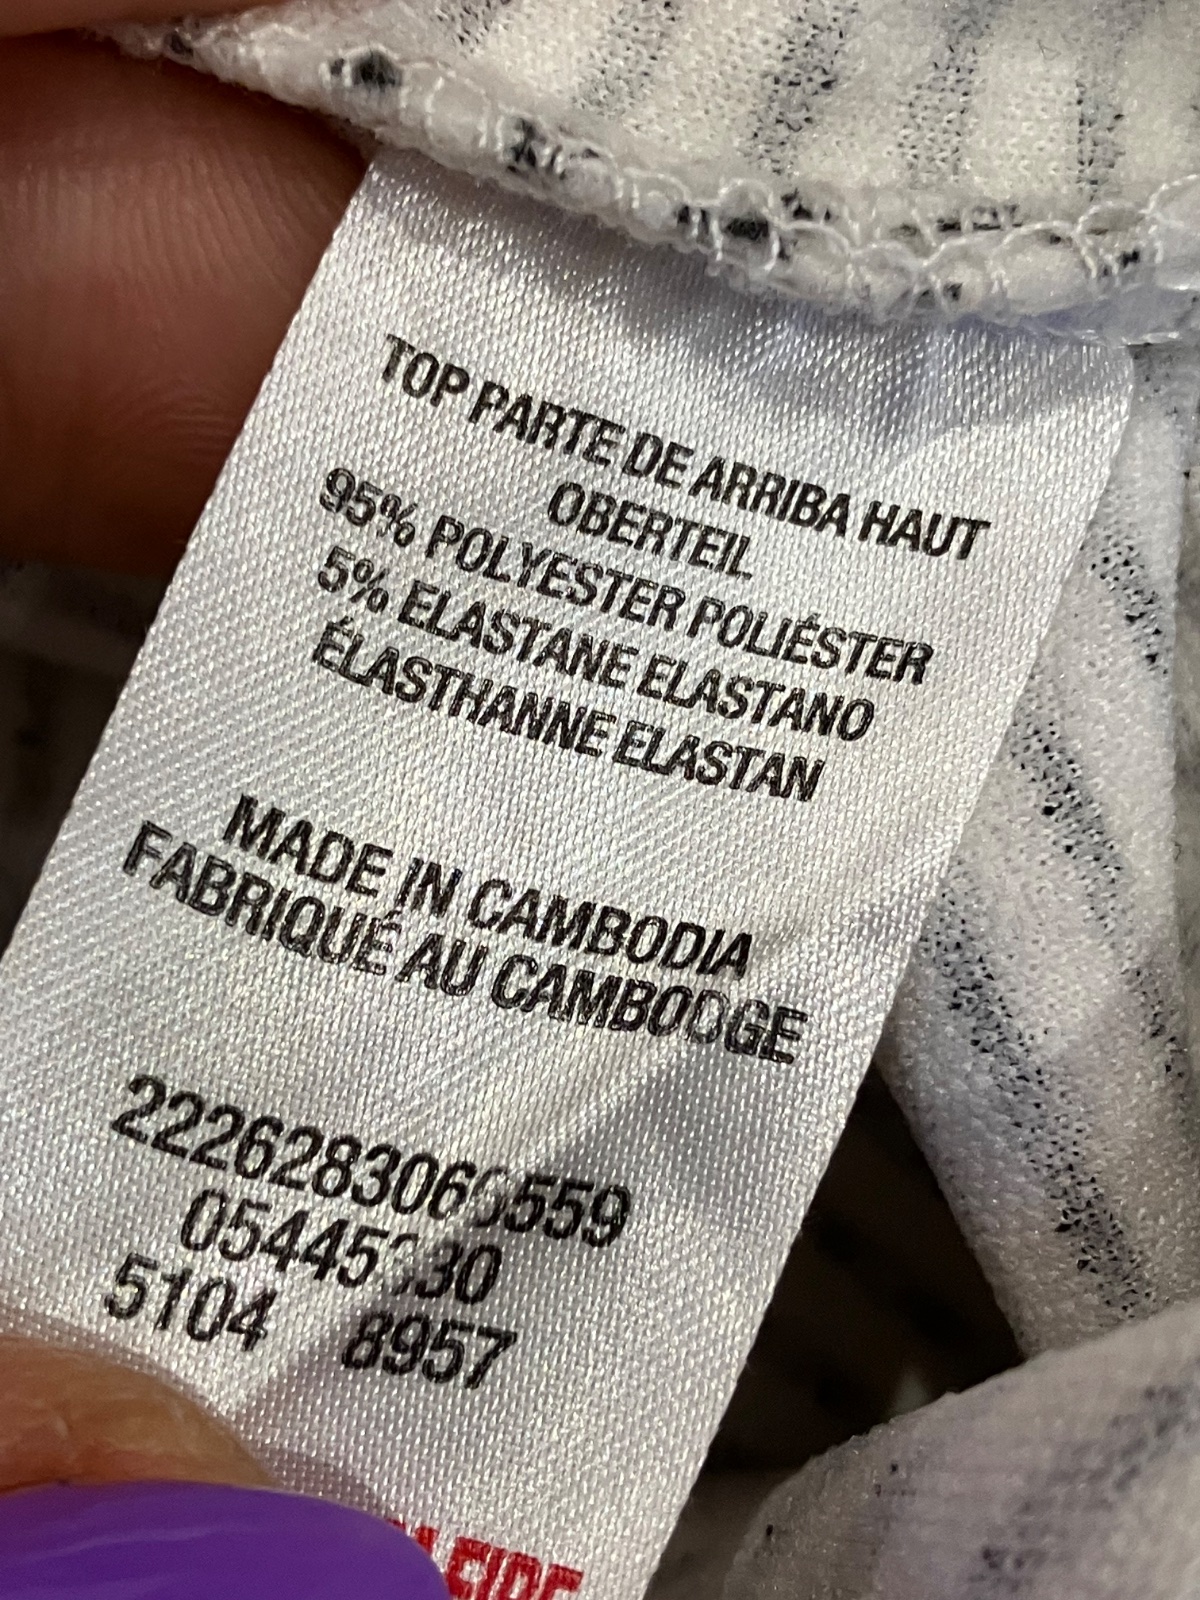 TOP PARTE DE ARRIBA HAUT
OBERTEIL
95% POLYESTER POLIÉSTER
5% ELASTANE ELASTANO
ÉLASTHANNE ELASTAN
MADE IN CAMBODIA
FABRIQUÉ AU CAMBODGE
5104 8957